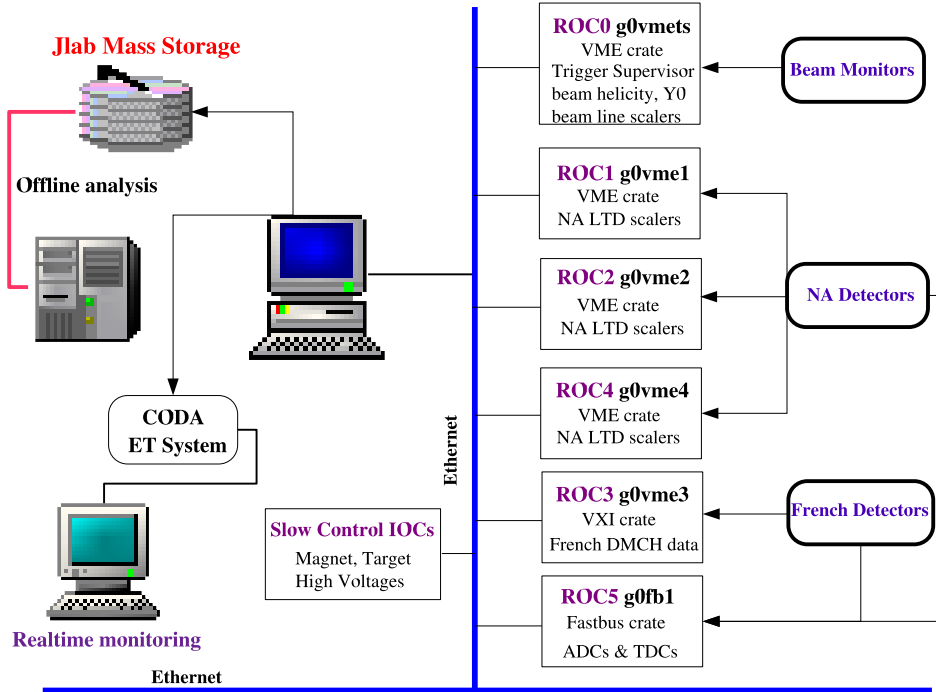 Jlab Mass Storage
Offline analysis
CODA
ET System
Realtime monitoring
Slow Control IOCs
Magnet, Target
High Voltages
Ethernet
Ethernet
ROC0 g0vmets
VME crate
Trigger Supervisor
beam helicity, Y0
beam line scalers
Beam Monitors
ROC1 g0vme1
VME crate
NA LTD scalers
ROC2 g0vme2
VME crate
NA LTD scalers
NA Detectors
ROC4 g0vme4
VME crate
NA LTD scalers
ROC3 g0vme3
VXI crate
French DMCH data
French Detectors
ROC5 g0fb1
Fastbus crate
ADCs & TDCs